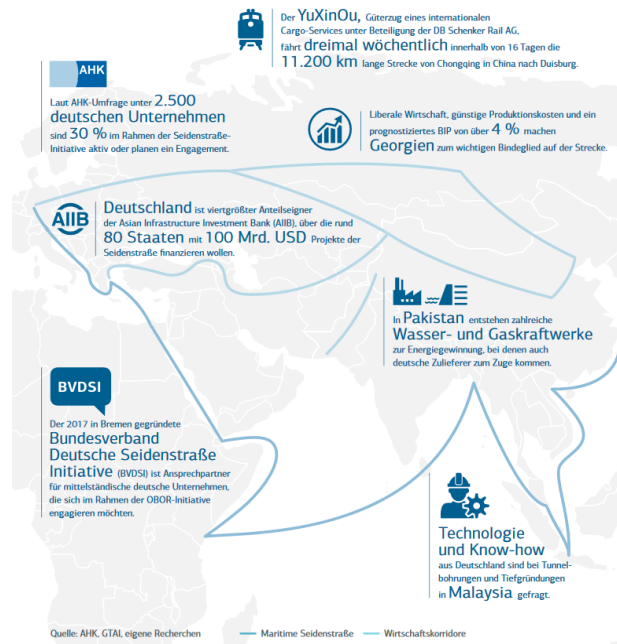 Der YuXinOu, Güterzug eines internationalen
Cargo-Services unter Beteiligung der DB Schenker Rail AG,
fährt dreimal wöchentlich innerhalb von 16 Tagen die
11.200 km lange Strecke von Chongqing in China nach Duisburg.
AHK
Laut AHK-Umfrage unter 2.500
deutschen Unternehmen
sind 30 % im Rahmen der Seidenstraße-
Initiative aktiv oder planen ein Engagement.
Liberale Wirtschaft, günstige Produktionskosten und ein
prognostiziertes BIP von über 4 % machen
Georgien zum wichtigen Bindeglied auf der Strecke.
AIIB
Deutschland ist viertgrößter Anteilseigner
der Asian Infrastructure Investment Bank (AIIB), über die rund
80 Staaten mit 100 Mrd. USD Projekte der
Seidenstraße finanzieren wollen.
In Pakistan entstehen zahlreiche
Wasser- und Gaskraftwerke
zur Energiegewinnung, bei denen auch
deutsche Zulieferer zum Zuge kommen.
BVDSI
Der 2017 in Bremen gegründete
Bundesverband
Deutsche Seidenstraße
Initiative (BVDSI) ist Ansprechpartner
für mittelständische deutsche Unternehmen,
die sich im Rahmen der OBOR-Initiative
engagieren möchten.
Technologie
und Know-how
aus Deutschland sind bei Tunnel-
bohrungen und Tiefgründungen
in Malaysia gefragt.
Quelle: AHK, GTAI, eigene Recherchen
Maritime Seidenstraße
Wirtschaftskorridore